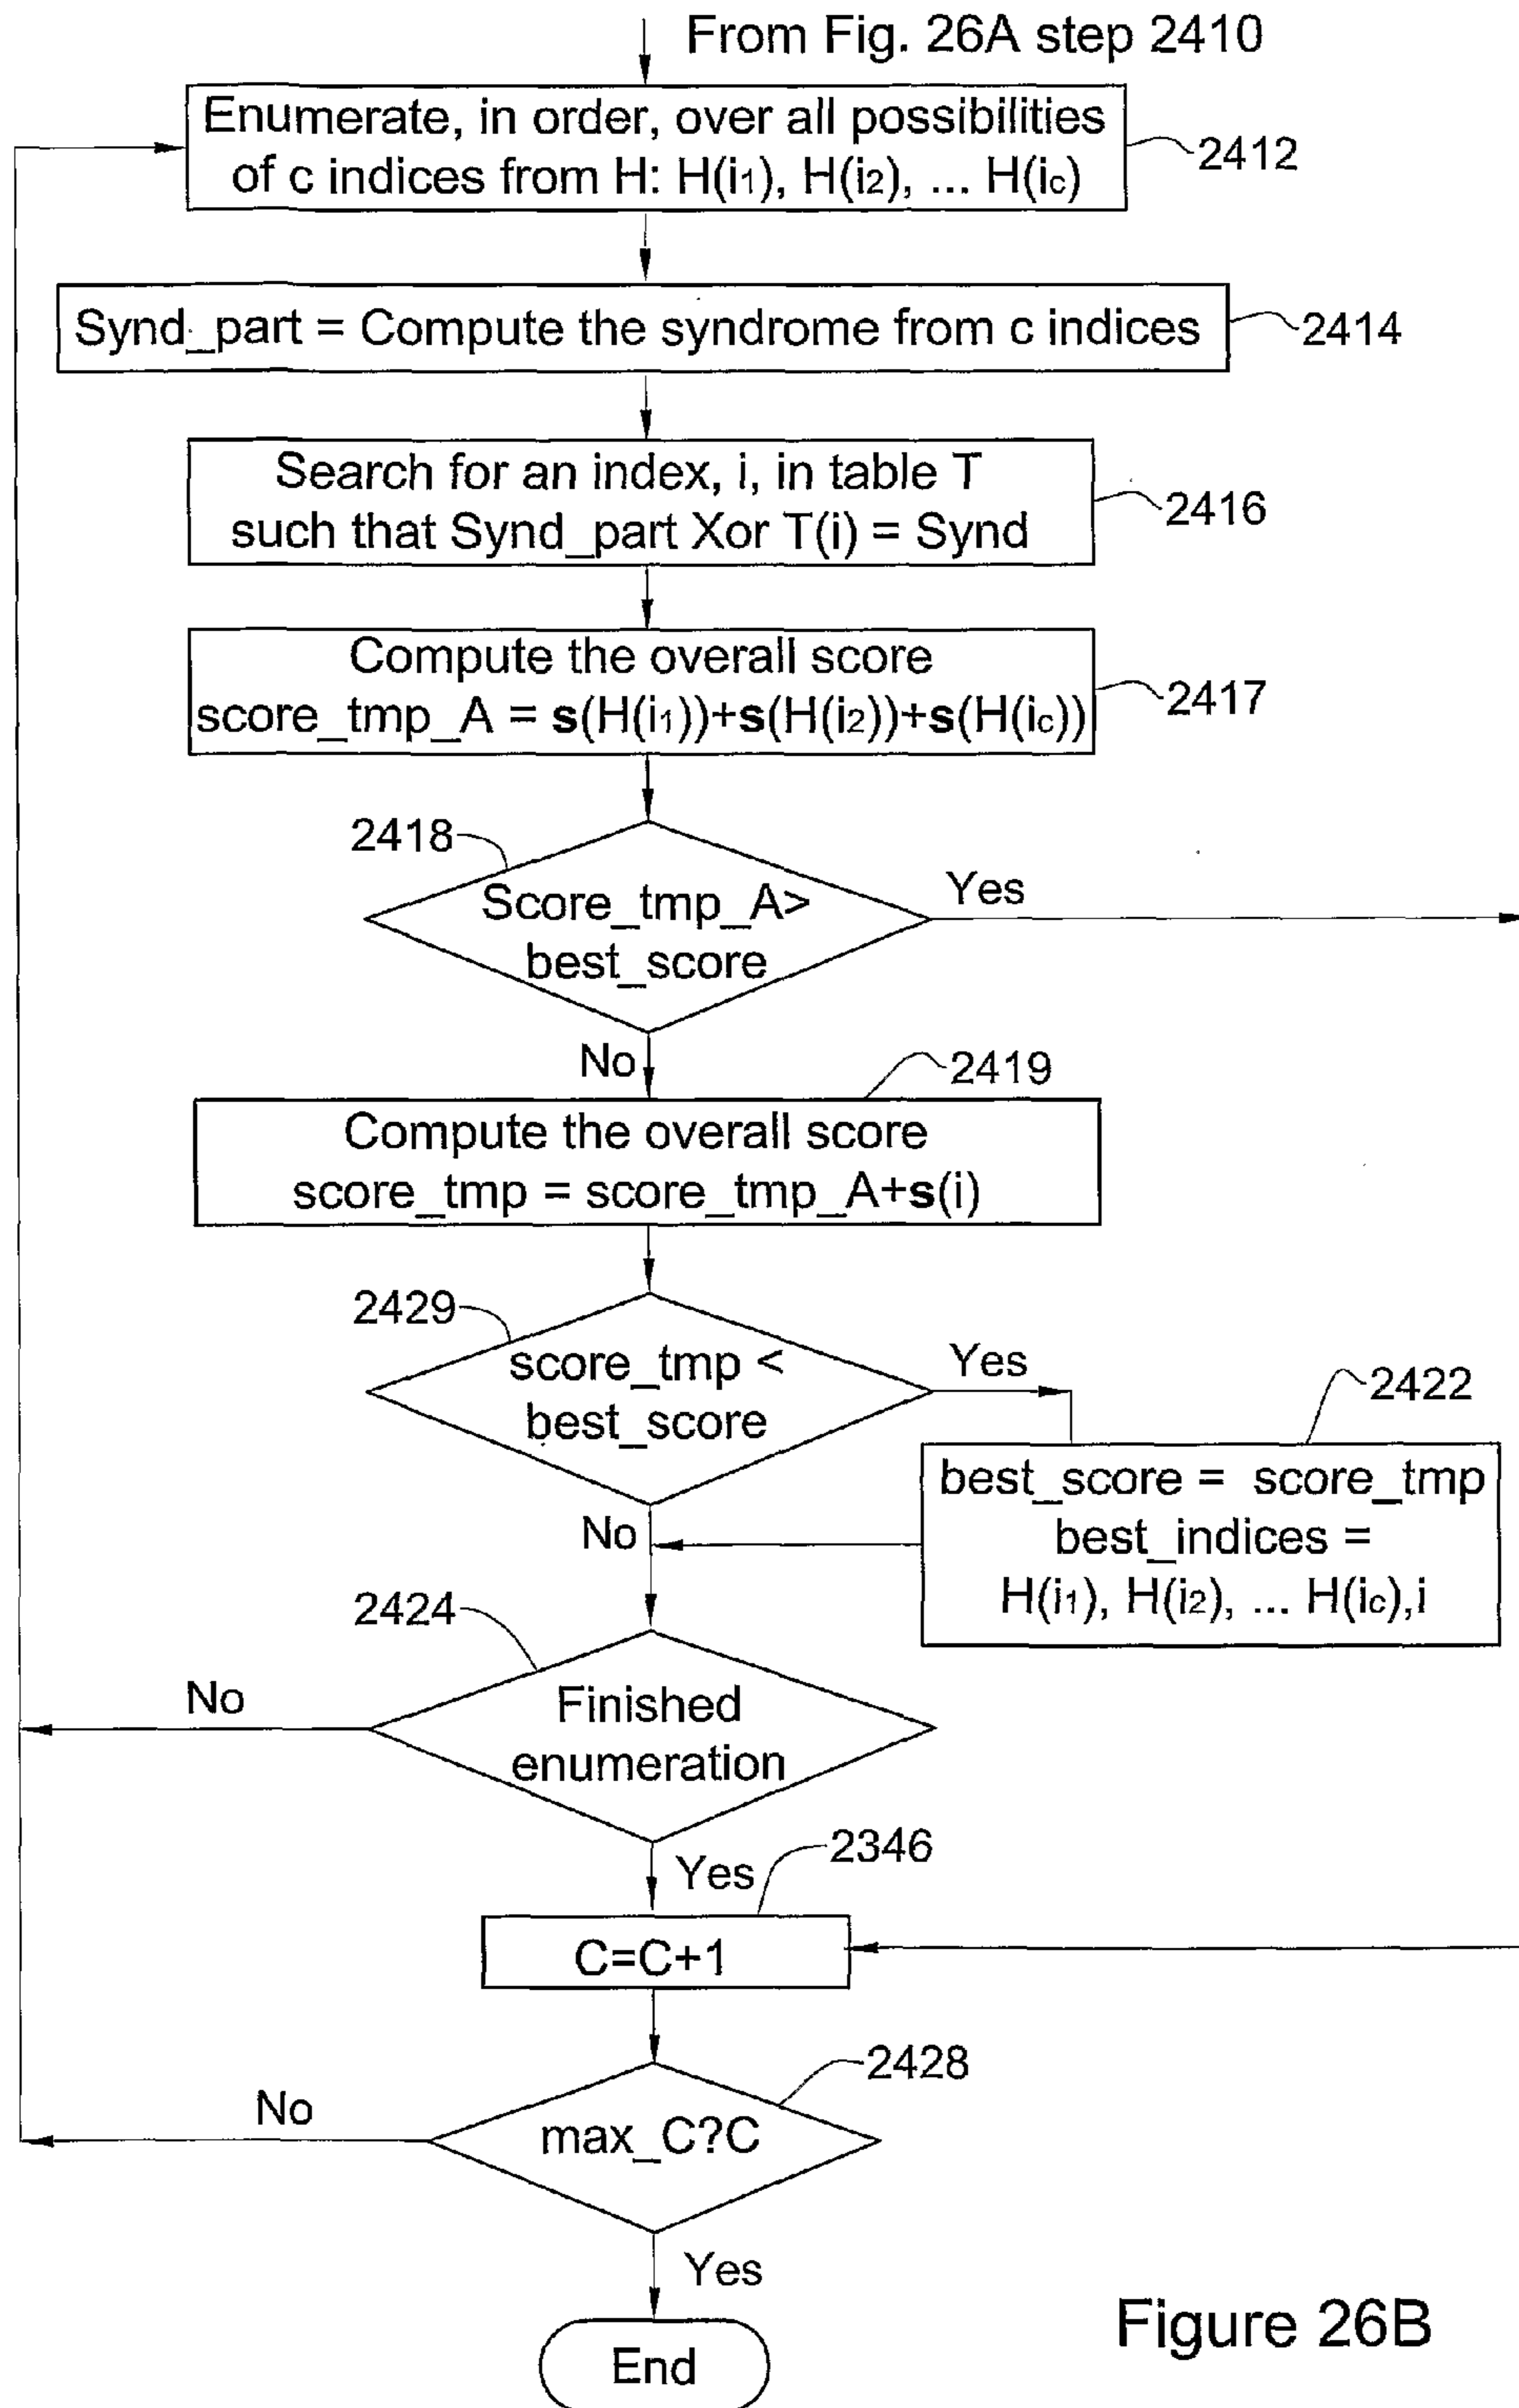 From Fig. 26A step 2410
Enumerate, in order, over all possibilities
of c indices from H: H(i1), H(i2), ... H(ic)
2412
Synd_part = Compute the syndrome from c indices
2414
Search for an index, i, in table T
such that Synd_part Xor T(i) = Synd
2416
Compute the overall score
score_tmp_A = s(H(i1))+s(H(i2))+s(H(ic))
2417
2418
Score_tmp_A>
best_score
Yes
No
2419
Compute the overall score
score_tmp = score_tmp_A+s(i)
2429
score_tmp <
best_score
Yes
2422
best_score = score_tmp
best_indices =
H(i1), H(i2), ... H(ic),i
No
2424
Finished
enumeration
No
Yes
2346
C=C+1
2428
max_C?C
No
Yes
End
Figure 26B